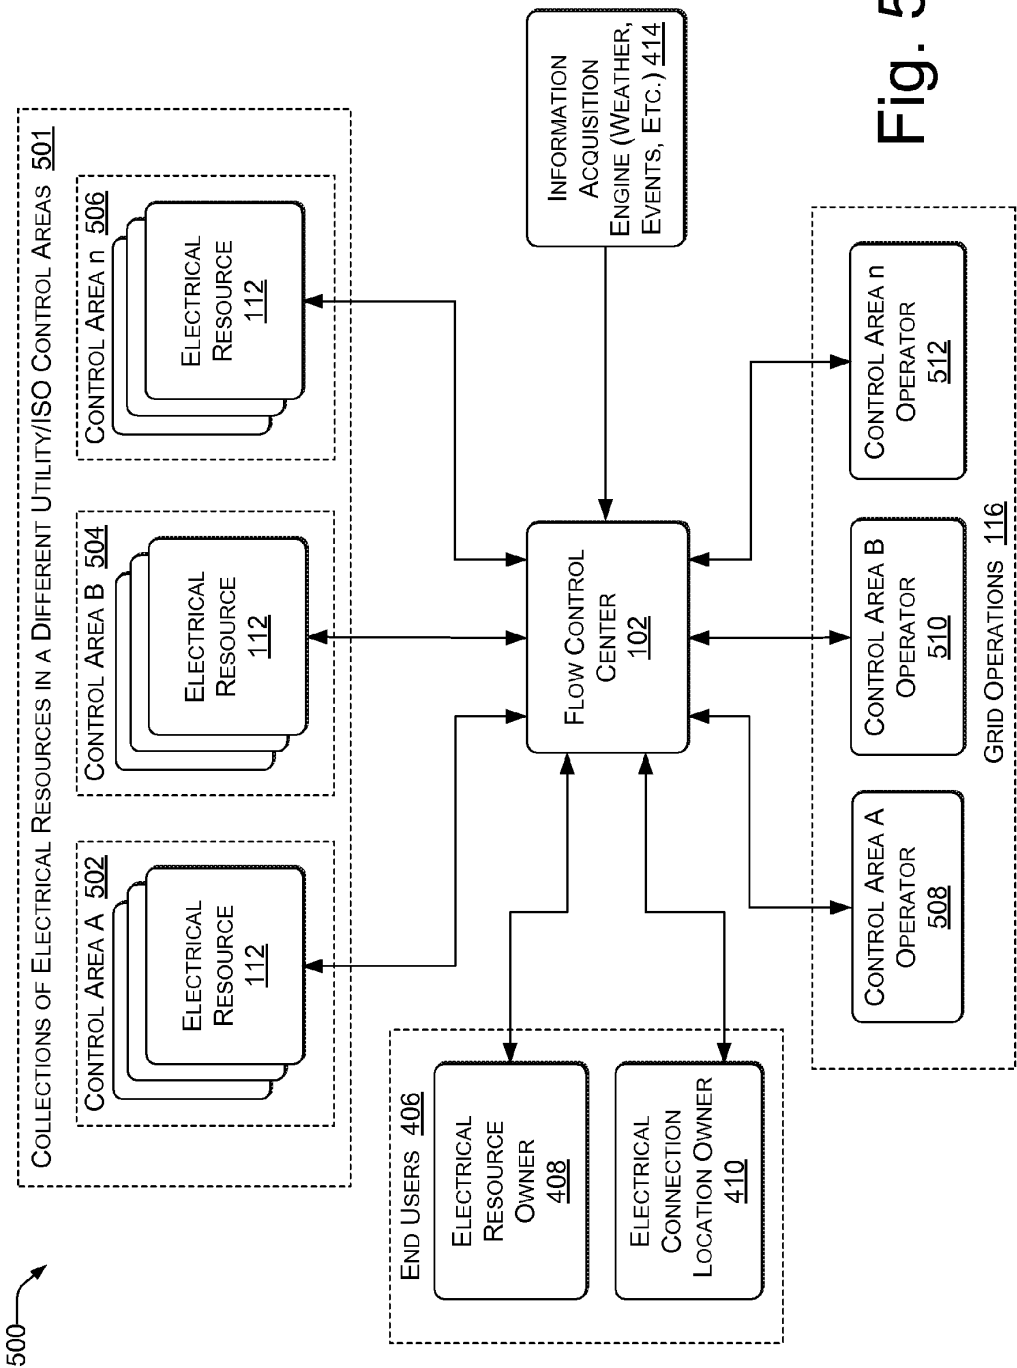 500
COLLECTIONS OF ELECTRICAL RESOURCES IN A DIFFERENT UTILITY/ISO CONTROL AREAS 501
CONTROL AREA A 502
ELECTRICAL
RESOURCE
112
CONTROL AREA B 504
ELECTRICAL
RESOURCE
112
CONTROL AREA n 506
ELECTRICAL
RESOURCE
112
END USERS 406
ELECTRICAL
RESOURCE
OWNER
408
ELECTRICAL
CONNECTION
LOCATION OWNER
410
FLOW CONTROL
CENTER
102
INFORMATION
ACQUISITION
ENGINE (WEATHER,
EVENTS, ETC.) 414
CONTROL AREA A
OPERATOR
508
CONTROL AREA B
OPERATOR
510
CONTROL AREA n
OPERATOR
512
GRID OPERATIONS 116
Fig. 5